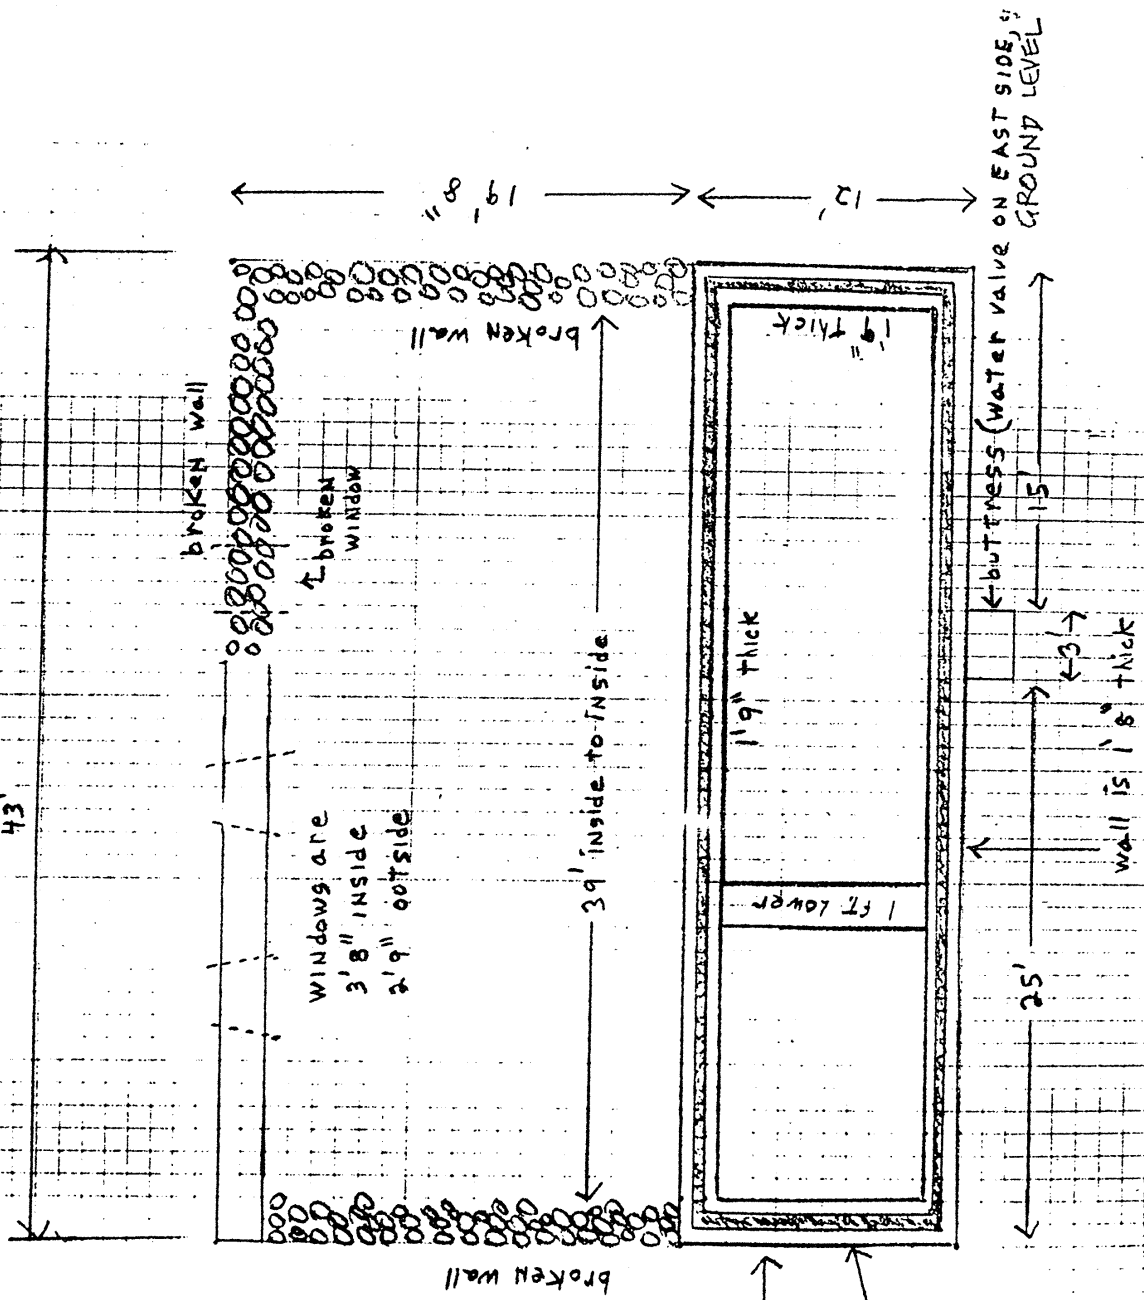 43'
broken wall
19' 8"
12'
broken wall
← broken
window
windows are
3'8" inside
2'9" outside
39' inside to inside
1'9" thick
1'9" thick
1 ft. lower
buttress (water valve on EAST SIDE,
GROUND LEVEL
15'
3'
25'
wall is 1'8" thick
broken wall